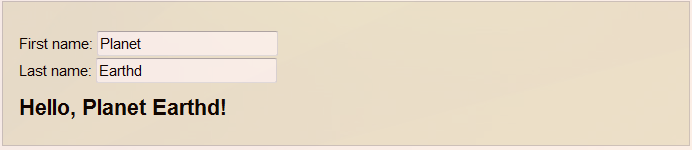 First name: Planet
Last name: Earthd
Hello, Planet Earthd!